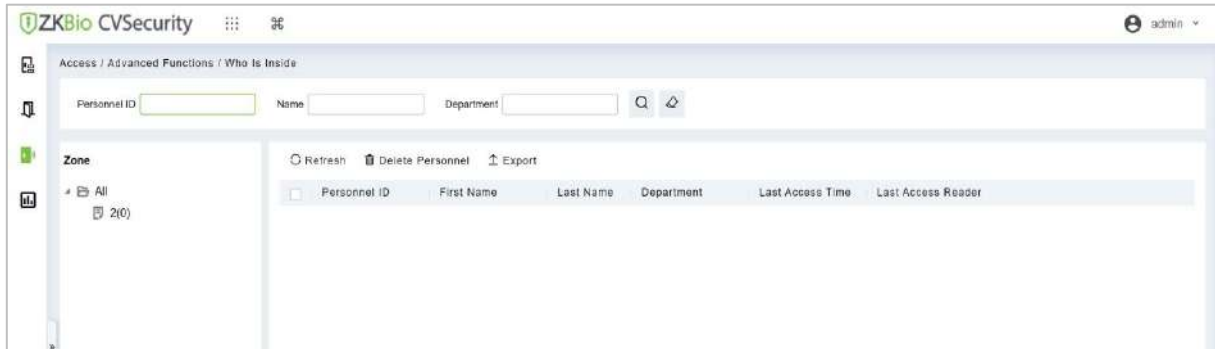 ZKBio CVSecurity
admin
Access / Advanced Functions / Who Is Inside
Personnel ID Name Department
Zone
Refresh Delete Personnel Export
All
2(0)
Personnel ID First Name Last Name Department Last Access Time Last Access Reader